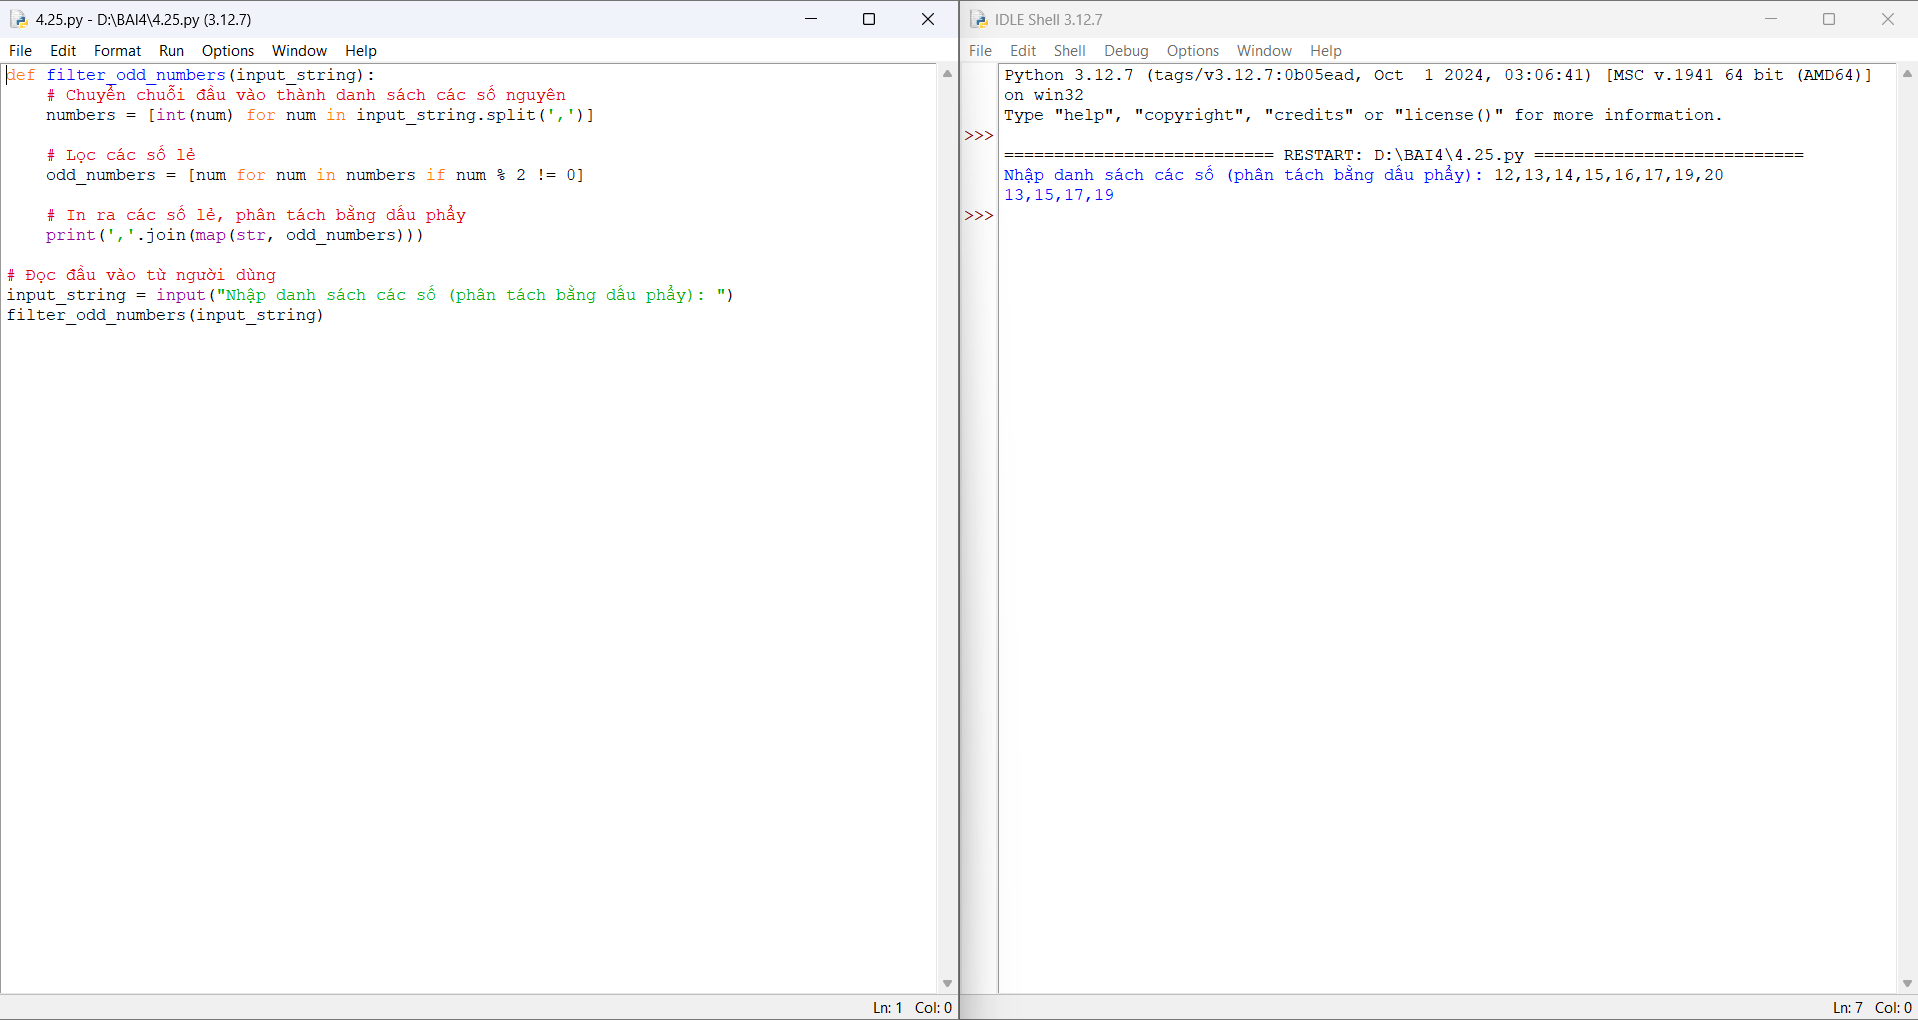 4.25.py - D:\BAI4\4.25.py (3.12.7)
File Edit Format Run Options Window Help
def filter_odd_numbers(input_string):
    # Chuyển chuỗi đầu vào thành danh sách các số nguyên
    numbers = [int(num) for num in input_string.split(',')]
    # Lọc các số lẻ
    odd_numbers = [num for num in numbers if num % 2 != 0]
    # In ra các số lẻ, phân tách bằng dấu phẩy
    print(','.join(map(str, odd_numbers)))
# Đọc đầu vào từ người dùng
input_string = input("Nhập danh sách các số (phân tách bằng dấu phẩy): ")
filter_odd_numbers(input_string)
Ln: 1 Col: 0
IDLE Shell 3.12.7
File Edit Shell Debug Options Window Help
Python 3.12.7 (tags/v3.12.7:0b05ead, Oct  1 2024, 03:06:41) [MSC v.1941 64 bit (AMD64)]
on win32
Type "help", "copyright", "credits" or "license()" for more information.
>>>
=========================== RESTART: D:\BAI4\4.25.py ===========================
Nhập danh sách các số (phân tách bằng dấu phẩy): 12,13,14,15,16,17,19,20
13,15,17,19
>>>
Ln: 7 Col: 0